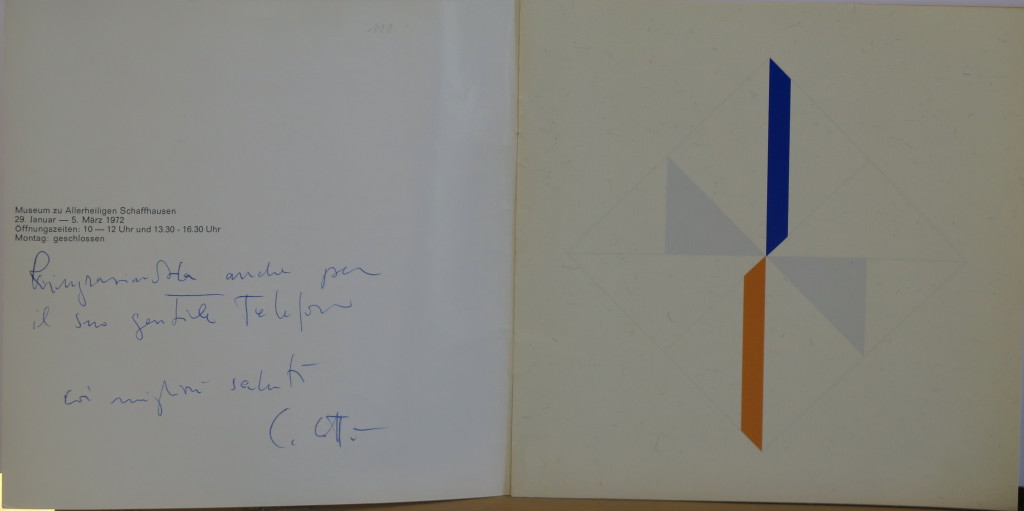 Museum zu Allerheiligen Schaffhausen
29. Januar — 5. März 1972
Öffnungszeiten: 10 — 12 Uhr und 13.30 - 16.30 Uhr
Montag: geschlossen
Ringraziandola anche per
il suo gentile Telefono
coi migliori saluti
C.